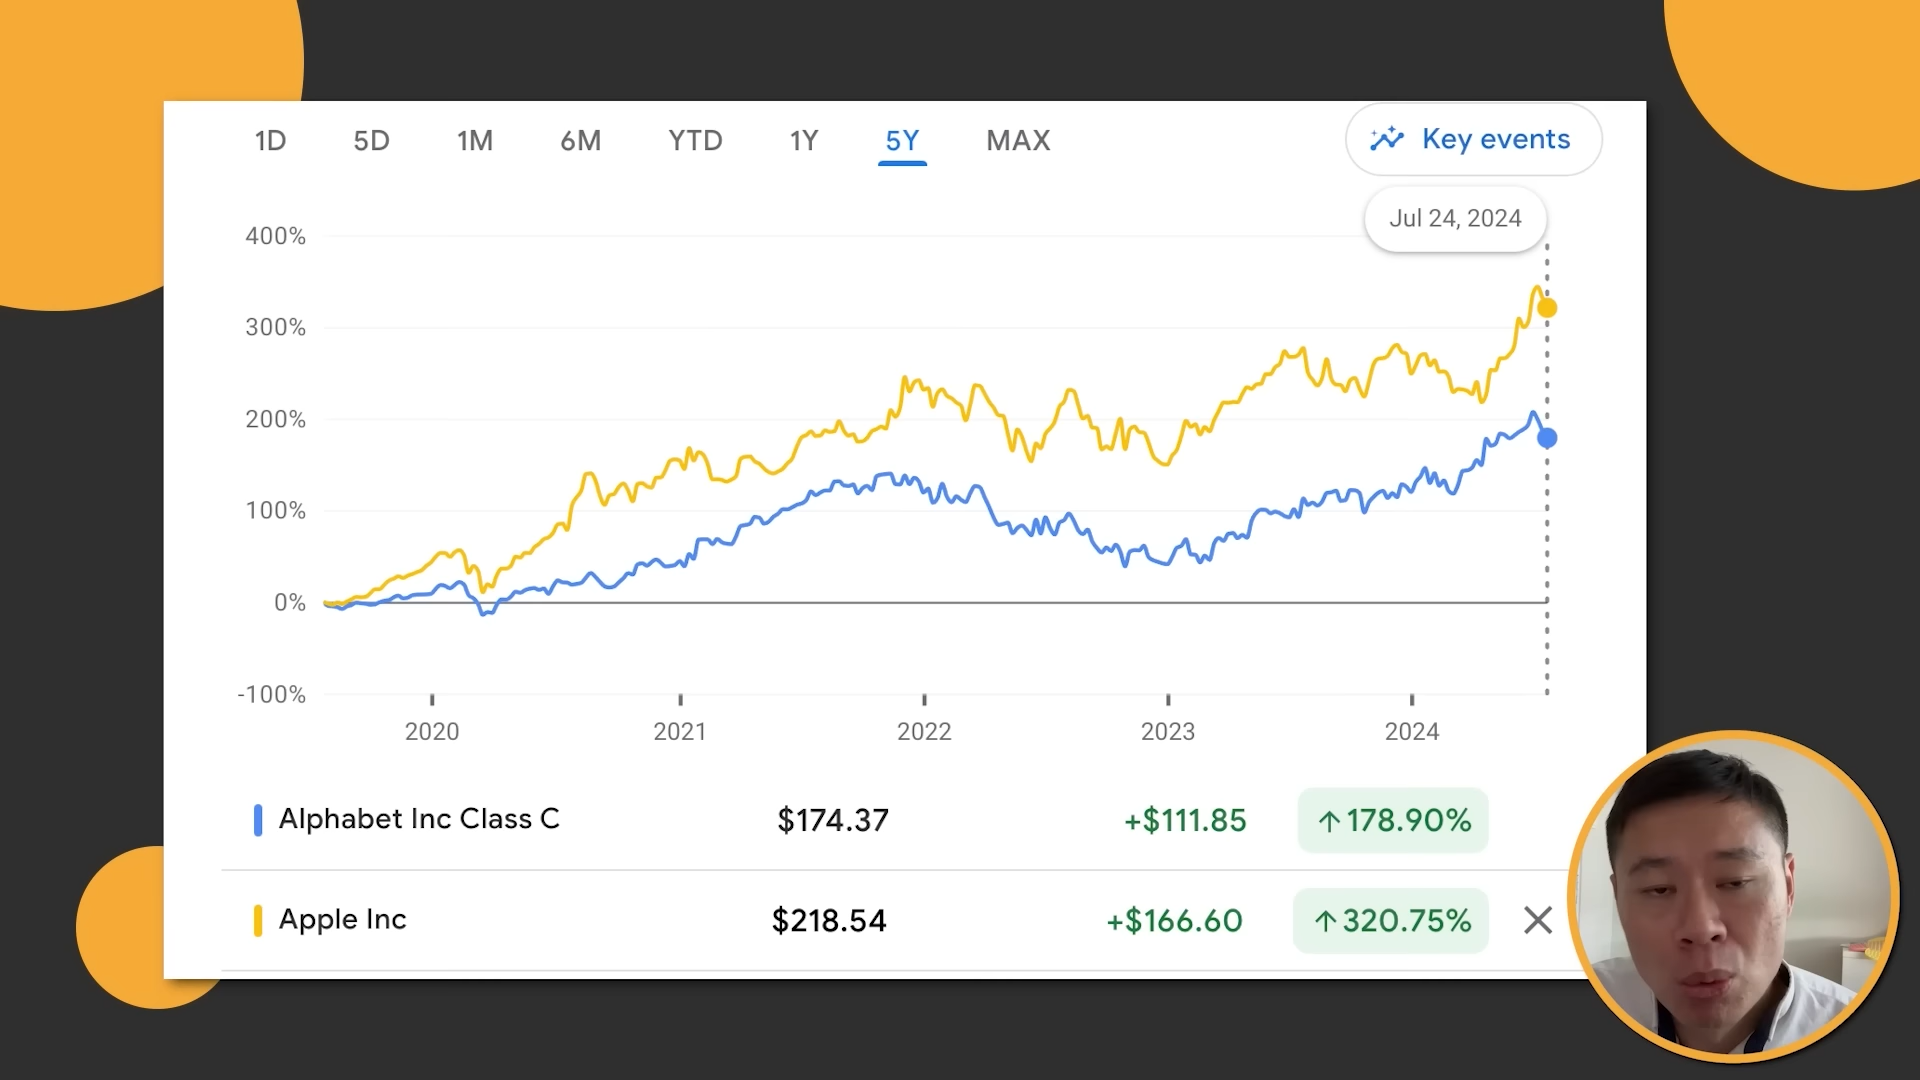 1D 5D 1M 6M YTD 1Y 5Y MAX Key events
Jul 24, 2024
400%
300%
200%
100%
0%
-100%
2020 2021 2022 2023 2024
Alphabet Inc Class C $174.37 +$111.85 ↑178.90%
Apple Inc $218.54 +$166.60 ↑320.75%